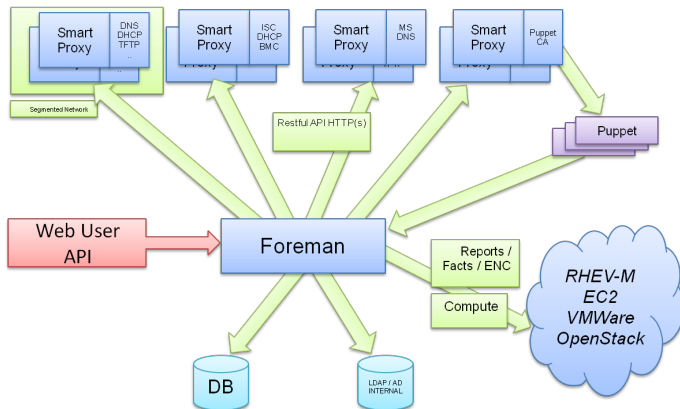 Smart
Proxy
DNS
DHCP
TFTP
..
Smart
Proxy
ISC
DHCP
BMC
Smart
Proxy
MS
DNS
Smart
Proxy
Puppet
CA
Segmented Network
Restful API HTTP(s)
Puppet
Web User
API
Foreman
Reports /
Facts / ENC
Compute
RHEV-M
EC2
VMWare
OpenStack
DB
LDAP / AD
INTERNAL